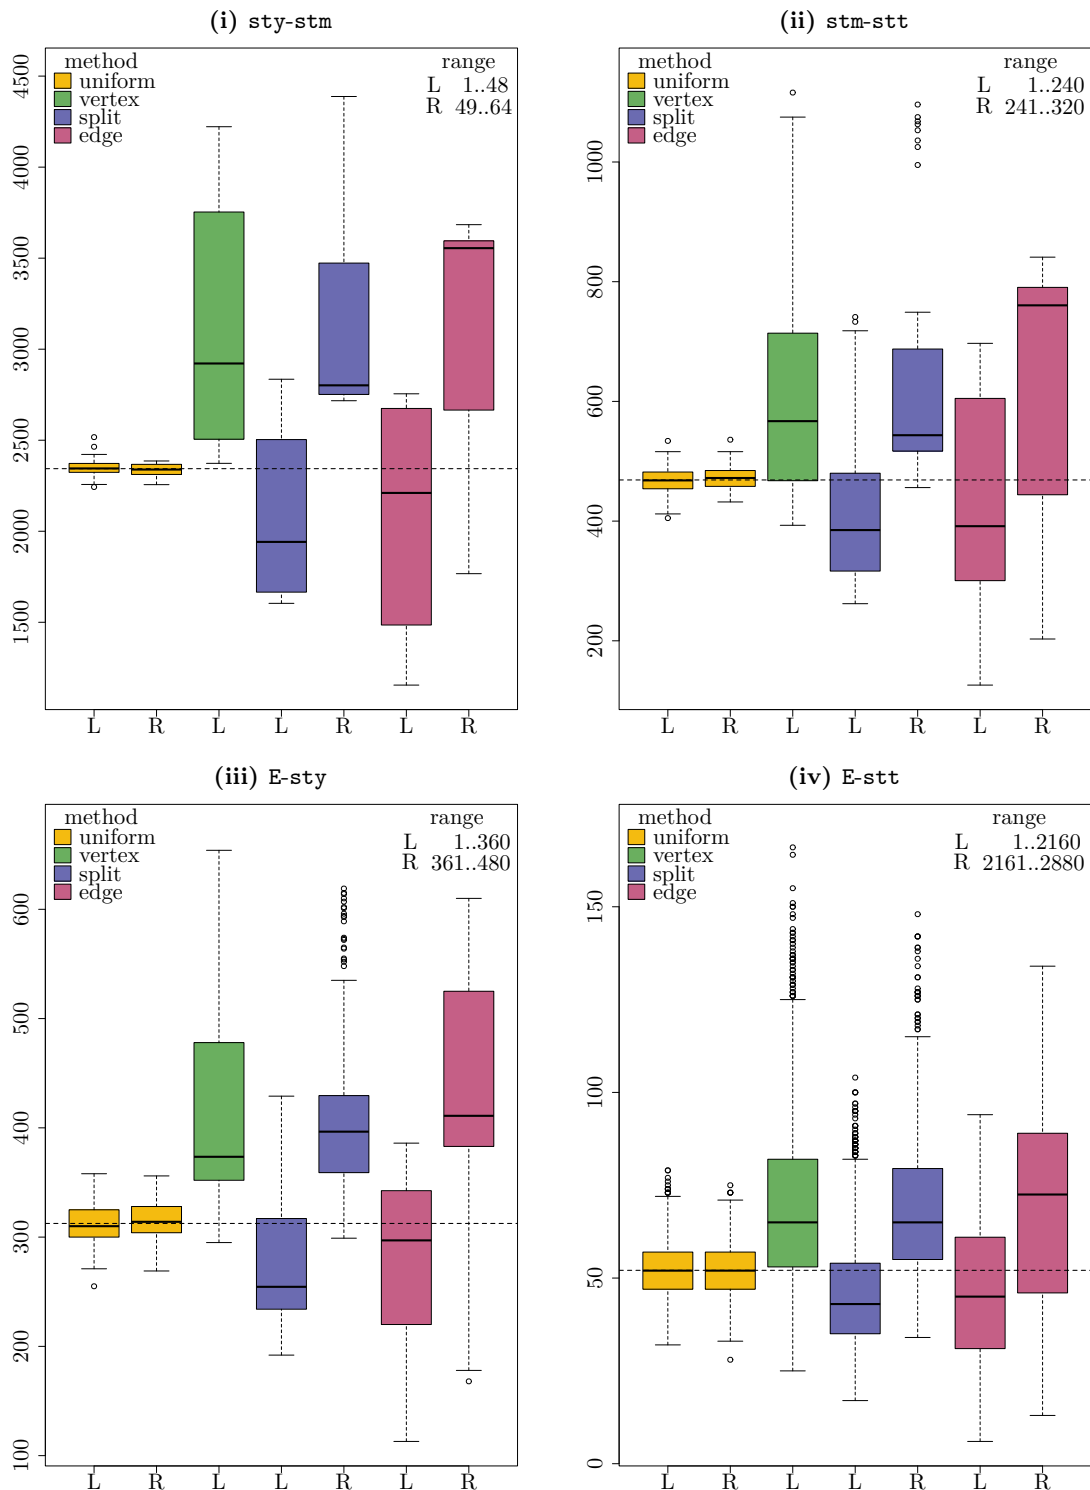 (i) sty-stm
method
uniform
vertex
split
edge
range
L 1..48
R 49..64
4500
4000
3500
3000
2500
2000
1500
L R L L R L R
(ii) stm-stt
method
uniform
vertex
split
edge
range
L 1..240
R 241..320
1000
800
600
400
200
L R L L R L R
(iii) E-sty
method
uniform
vertex
split
edge
range
L 1..360
R 361..480
600
500
400
300
200
100
L R L L R L R
(iv) E-stt
method
uniform
vertex
split
edge
range
L 1..2160
R 2161..2880
150
100
50
0
L R L L R L R